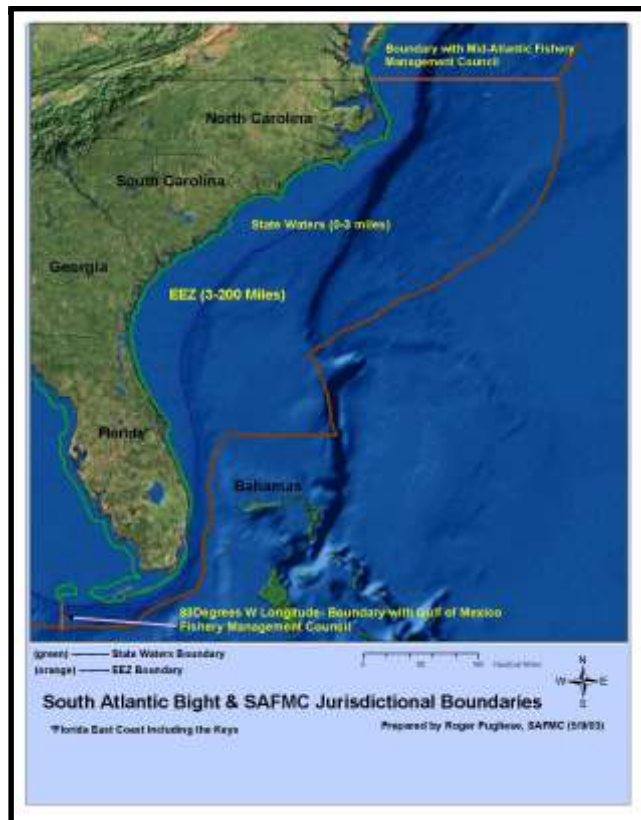 Boundary with Mid-Atlantic Fishery
Management Council
North Carolina
South Carolina
State Waters (0-3 miles)
Georgia
EEZ (3-200 Miles)
Florida*
Bahamas
83Degrees W Longitude- Boundary with Gulf of Mexico
Fishery Management Council
(green) ——— State Waters Boundary
(orange) ——— EEZ Boundary
Nautical Miles
N
W E
S
South Atlantic Bight & SAFMC Jurisdictional Boundaries
*Florida East Coast Including the Keys
Prepared by Roger Pugliese, SAFMC (5/9/03)